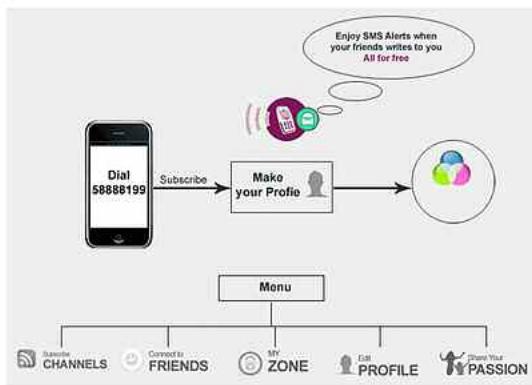 Enjoy SMS Alerts when
your friends writes to you
All for free
Dial
58888199
Subscribe
Make
your Profie
Menu
Subscribe
CHANNELS
Connect to
FRIENDS
MY
ZONE
Edit
PROFILE
Share Your
PASSION